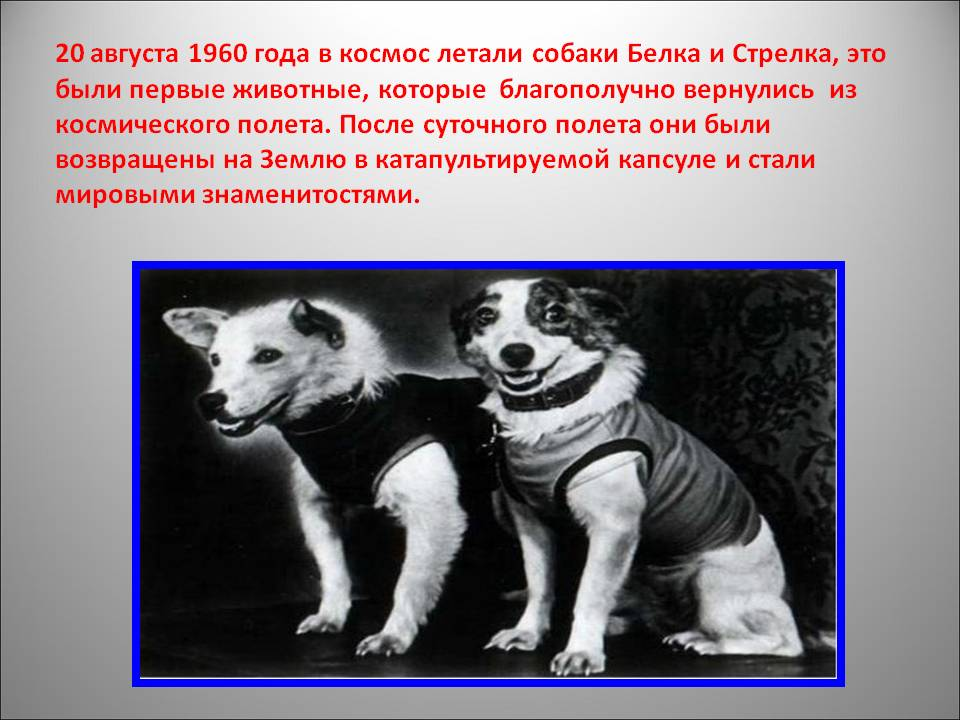 20 августа 1960 года в космос летали собаки Белка и Стрелка, это
были первые животные, которые  благополучно вернулись  из
космического полета. После суточного полета они были
возвращены на Землю в катапультируемой капсуле и стали
мировыми знаменитостями.